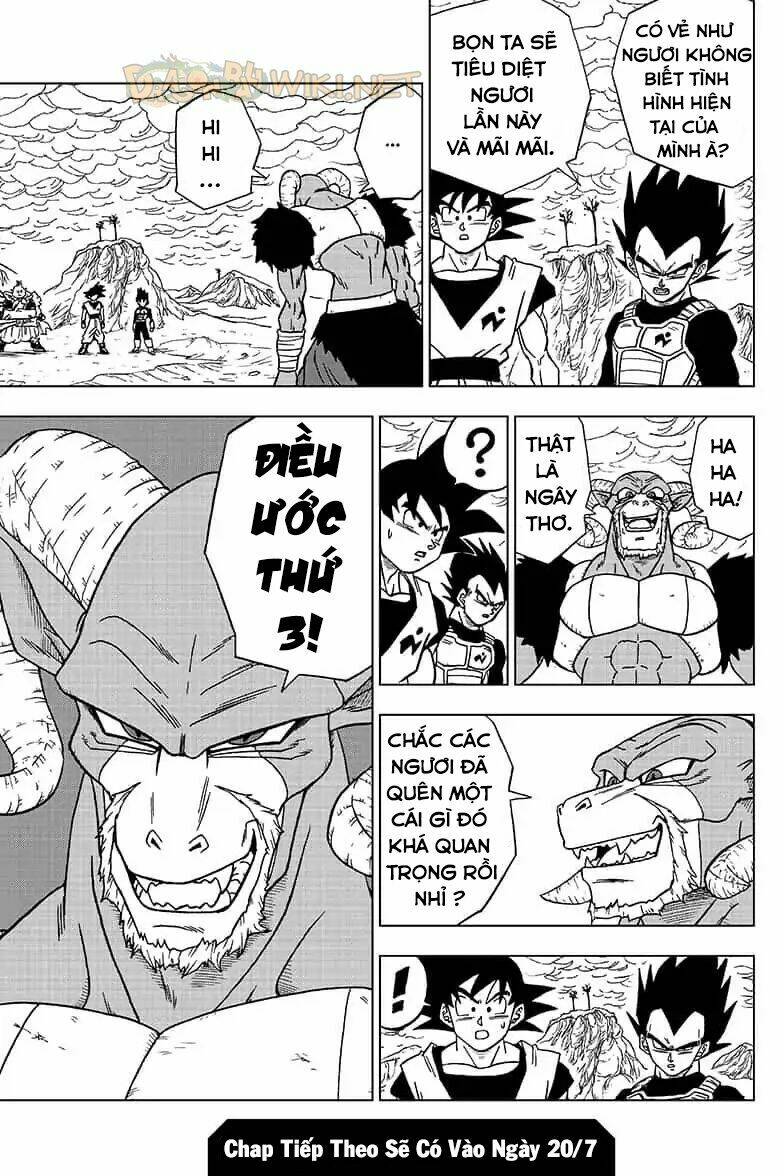 DRAGON BALL WIKI.NET
CÓ VẺ NHƯ
NGƯƠI KHÔNG
BIẾT TÌNH
HÌNH HIỆN
TẠI CỦA
MÌNH À?
BỌN TA SẼ
TIÊU DIỆT
NGƯƠI
LẦN NÀY
VÀ MÃI MÃI.
...
HI
HI
...
HA
HA
HA!
THẬT
LÀ
NGÂY
THƠ.
?
CHẮC CÁC
NGƯƠI ĐÃ
QUÊN MỘT
CÁI GÌ ĐÓ
KHÁ QUAN
TRỌNG RỒI
NHỈ ?
!
ĐIỀU
ƯỚC
THỨ
3!
Chap Tiếp Theo Sẽ Có Vào Ngày 20/7